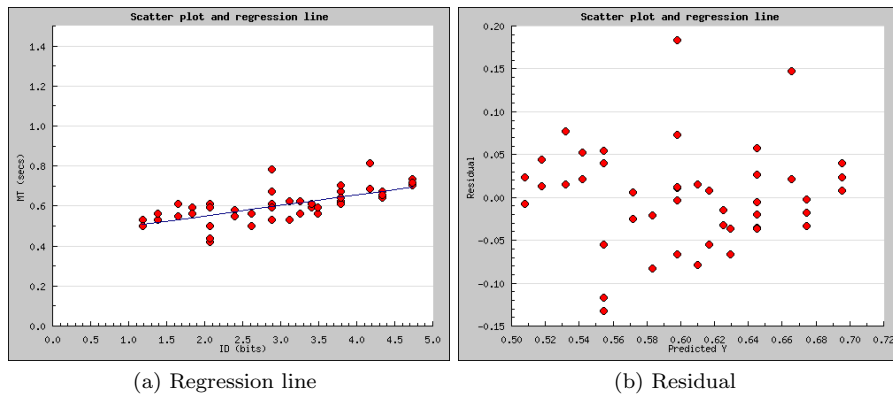 Scatter plot and regression line
MT (secs)
1.4
1.2
1.0
0.8
0.6
0.4
0.2
0.0
0.0 0.5 1.0 1.5 2.0 2.5 3.0 3.5 4.0 4.5 5.0
ID (bits)
(a) Regression line
Scatter plot and regression line
Residual
0.20
0.15
0.10
0.05
0.00
-0.05
-0.10
-0.15
0.50 0.52 0.54 0.56 0.58 0.60 0.62 0.64 0.66 0.68 0.70 0.72
Predicted Y
(b) Residual